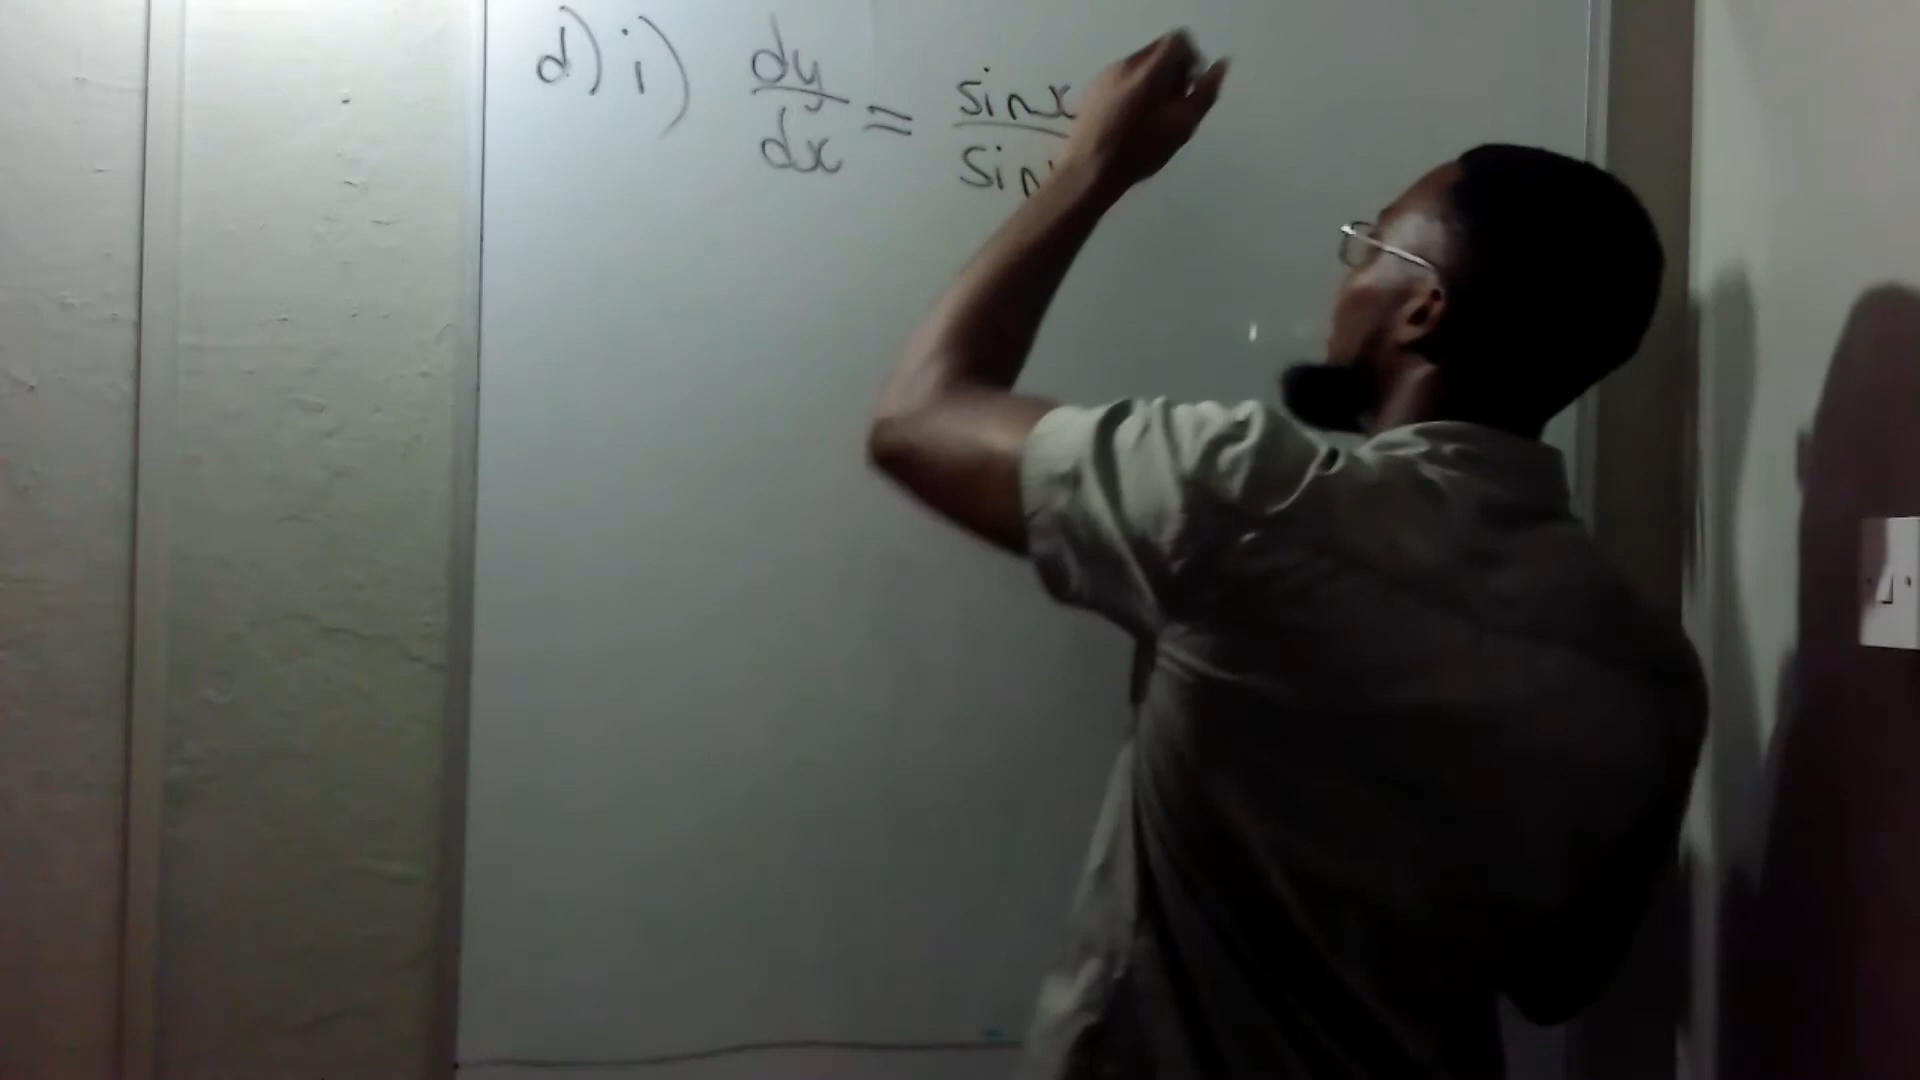 d) i) dy/dx = sinx/sin